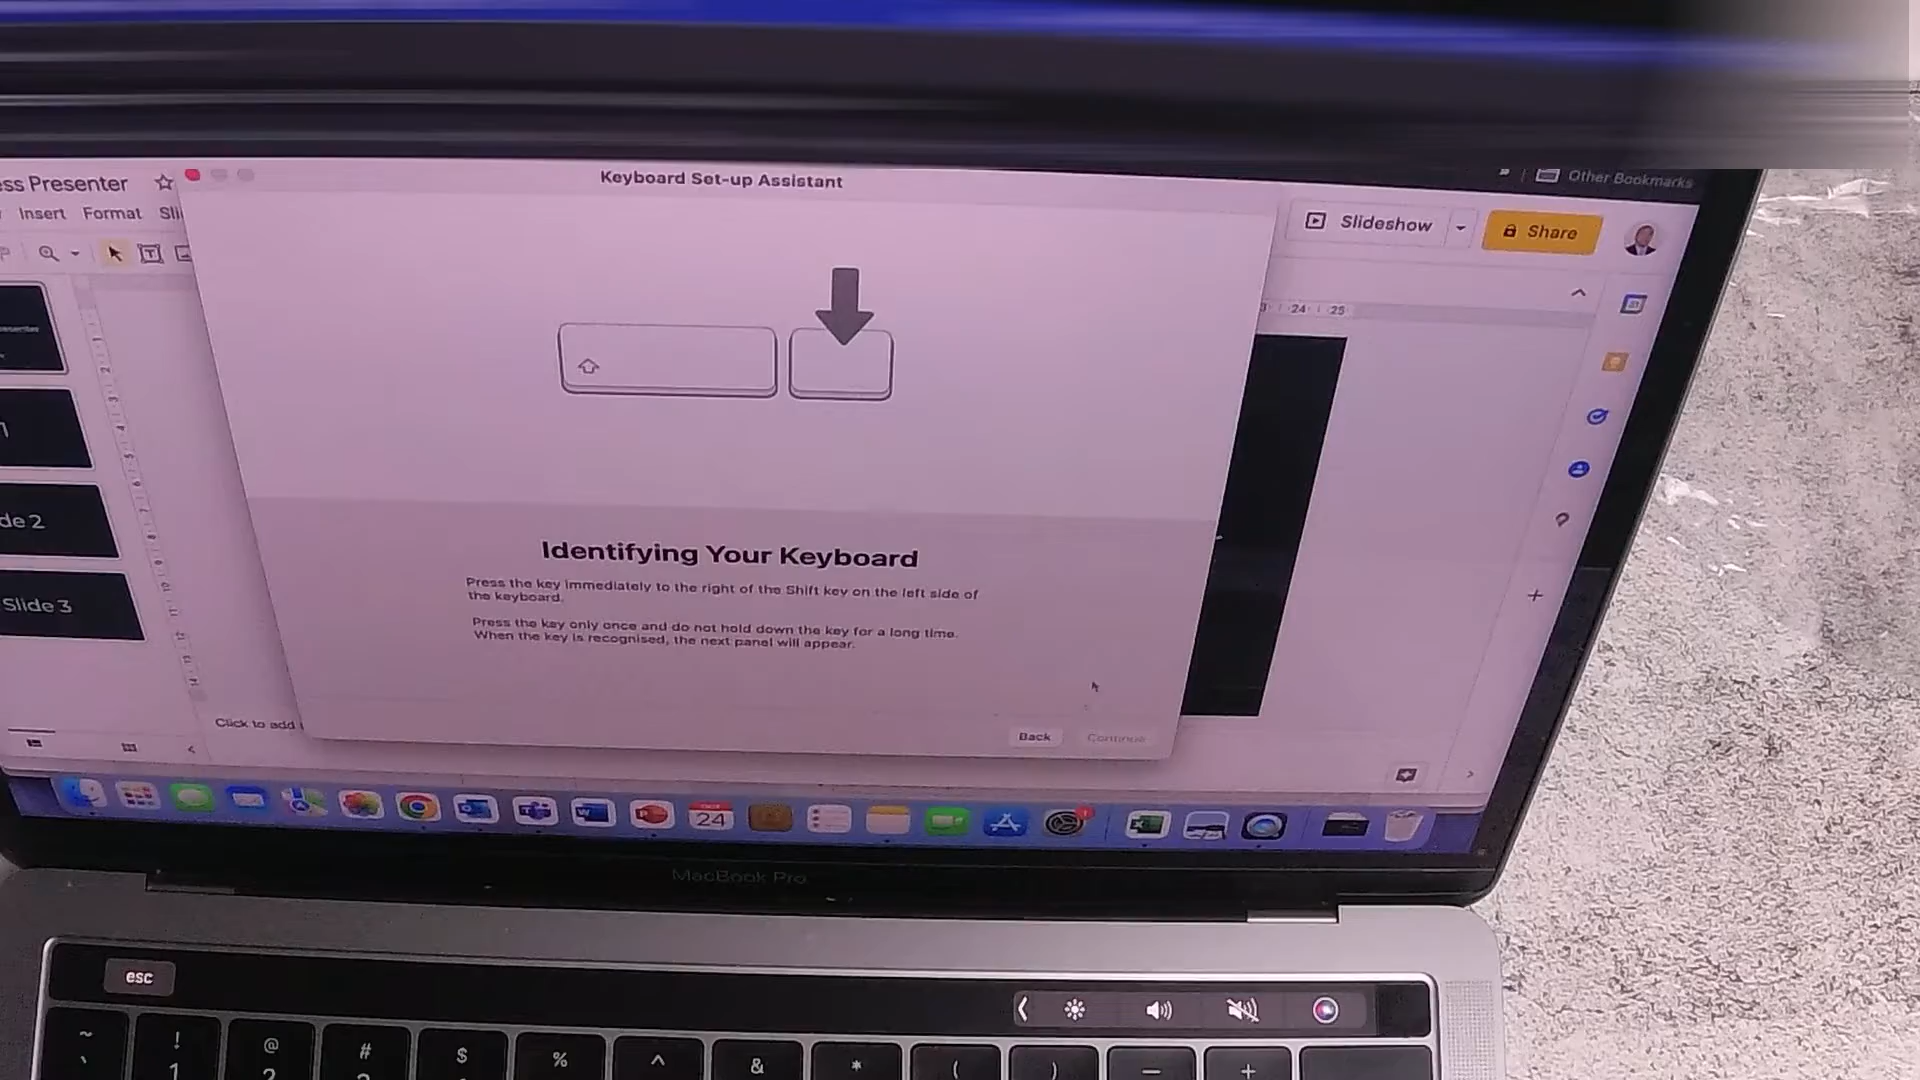 ss Presenter
Keyboard Set-up Assistant
Other Bookmarks
Insert Format
Slideshow
Share
24 25
Identifying Your Keyboard
Press the key immediately to the right of the Shift key on the left side of
the keyboard.
Press the key only once and do not hold down the key for a long time.
When the key is recognised, the next panel will appear.
1
de 2
Slide 3
Click to add
Back
Continue
24
MacBook Pro
esc
~ ! @ # $ % ^ & * ( ) — +
` 1 2